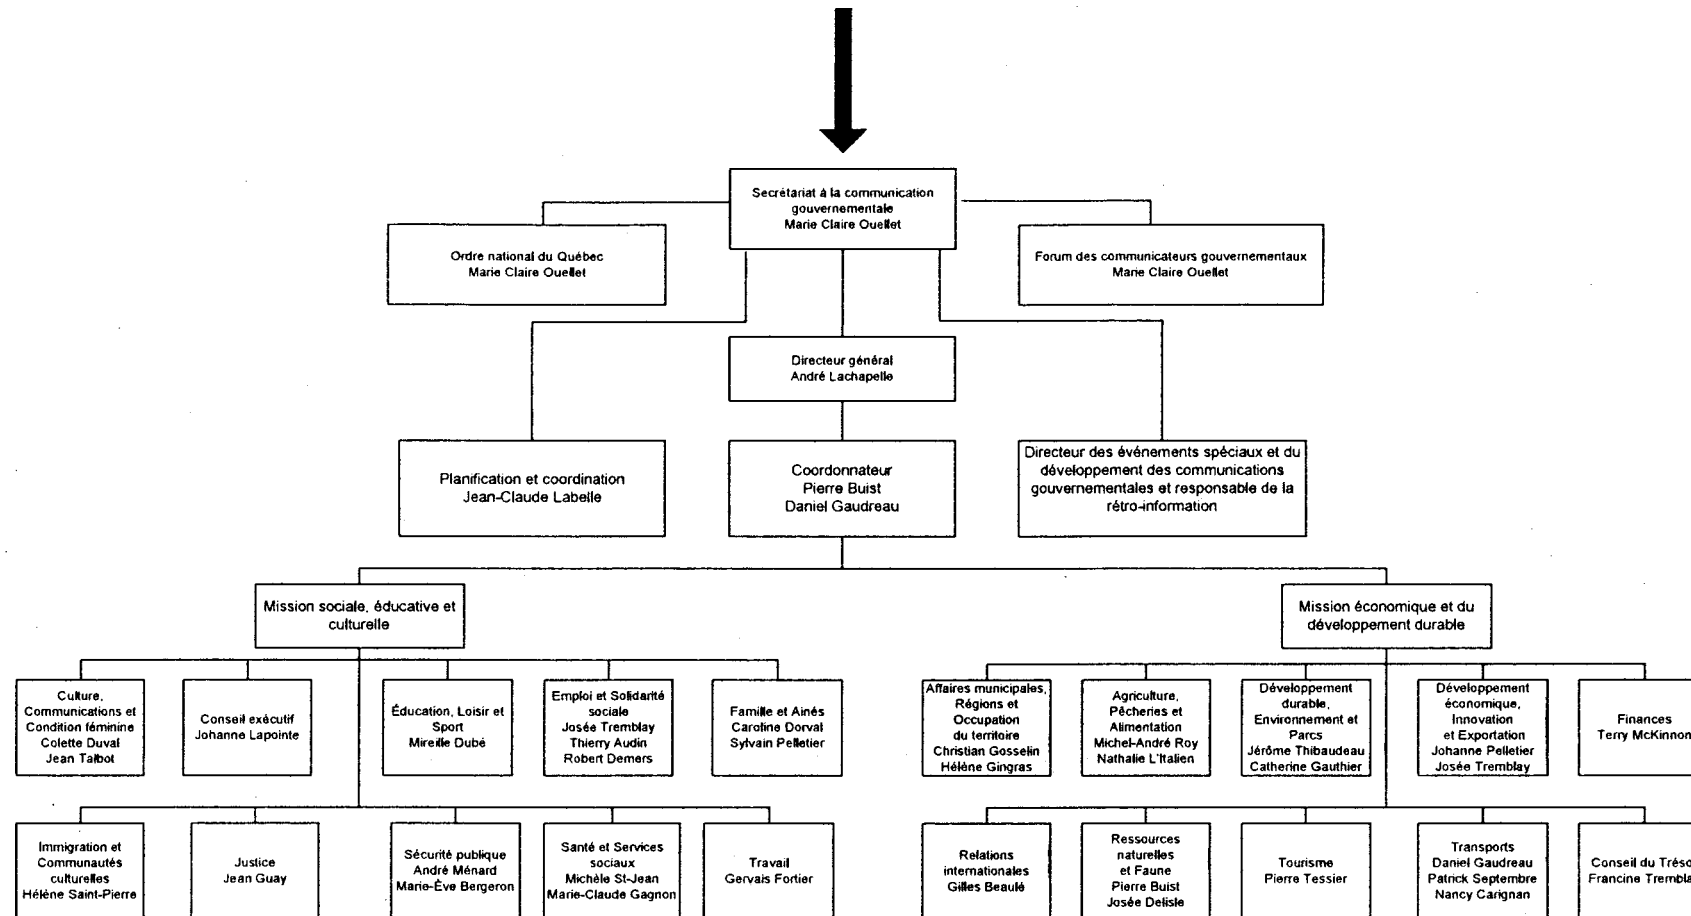 Secrétariat à la communication
gouvernementale
Marie Claire Ouellet
Ordre national du Québec
Marie Claire Ouellet
Forum des communicateurs gouvernementaux
Marie Claire Ouellet
Directeur général
André Lachapelle
Planification et coordination
Jean-Claude Labelle
Coordonnateur
Pierre Buist
Daniel Gaudreau
Directeur des événements spéciaux et du
développement des communications
gouvernementales et responsable de la
rétro-information
Mission sociale, éducative et
culturelle
Mission économique et du
développement durable
Culture,
Communications et
Condition féminine
Colette Duval
Jean Talbot
Conseil exécutif
Johanne Lapointe
Éducation, Loisir et
Sport
Mireille Dubé
Emploi et Solidarité
sociale
Josée Tremblay
Thierry Audin
Robert Demers
Famille et Ainés
Caroline Dorval
Sylvain Pelletier
Affaires municipales,
Régions et
Occupation
du territoire
Christian Gosselin
Hélène Gingras
Agriculture,
Pêcheries et
Alimentation
Michel-André Roy
Nathalie L'Italien
Développement
durable,
Environnement et
Parcs
Jérôme Thibaudeau
Catherine Gauthier
Développement
économique,
Innovation
et Exportation
Johanne Pelletier
Josée Tremblay
Finances
Terry McKinnon
Immigration et
Communautés
culturelles
Hélène Saint-Pierre
Justice
Jean Guay
Sécurité publique
André Ménard
Marie-Ève Bergeron
Santé et Services
sociaux
Michèle St-Jean
Marie-Claude Gagnon
Travail
Gervais Fortier
Relations
internationales
Gilles Beaulé
Ressources
naturelles
et Faune
Pierre Buist
Josée Delisle
Tourisme
Pierre Tessier
Transports
Daniel Gaudreau
Patrick Septembre
Nancy Carignan
Conseil du Tréso
Francine Trembla